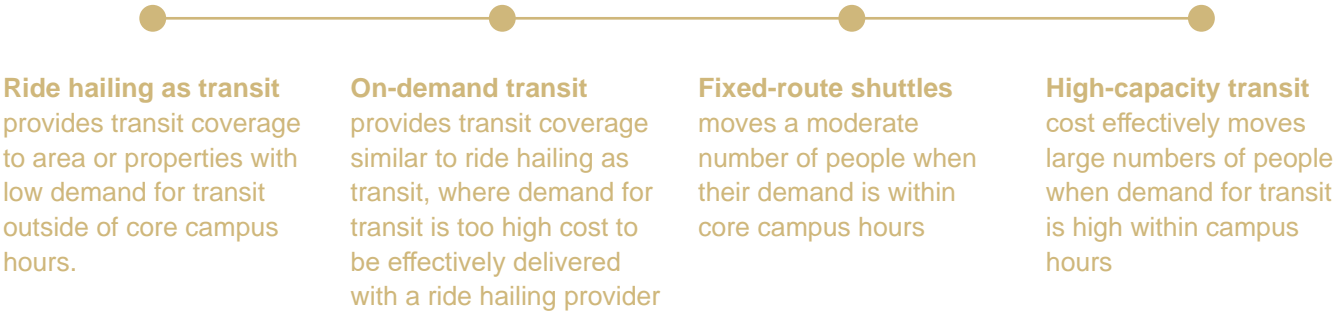 Ride hailing as transit
provides transit coverage
to area or properties with
low demand for transit
outside of core campus
hours.
On-demand transit
provides transit coverage
similar to ride hailing as
transit, where demand for
transit is too high cost to
be effectively delivered
with a ride hailing provider
Fixed-route shuttles
moves a moderate
number of people when
their demand is within
core campus hours
High-capacity transit
cost effectively moves
large numbers of people
when demand for transit
is high within campus
hours